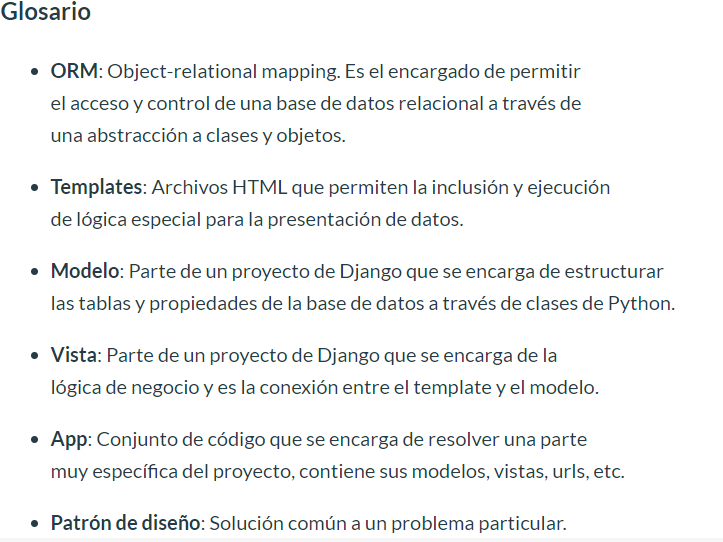 Glosario
• ORM: Object-relational mapping. Es el encargado de permitir
el acceso y control de una base de datos relacional a través de
una abstracción a clases y objetos.
• Templates: Archivos HTML que permiten la inclusión y ejecución
de lógica especial para la presentación de datos.
• Modelo: Parte de un proyecto de Django que se encarga de estructurar
las tablas y propiedades de la base de datos a través de clases de Python.
• Vista: Parte de un proyecto de Django que se encarga de la
lógica de negocio y es la conexión entre el template y el modelo.
• App: Conjunto de código que se encarga de resolver una parte
muy específica del proyecto, contiene sus modelos, vistas, urls, etc.
• Patrón de diseño: Solución común a un problema particular.